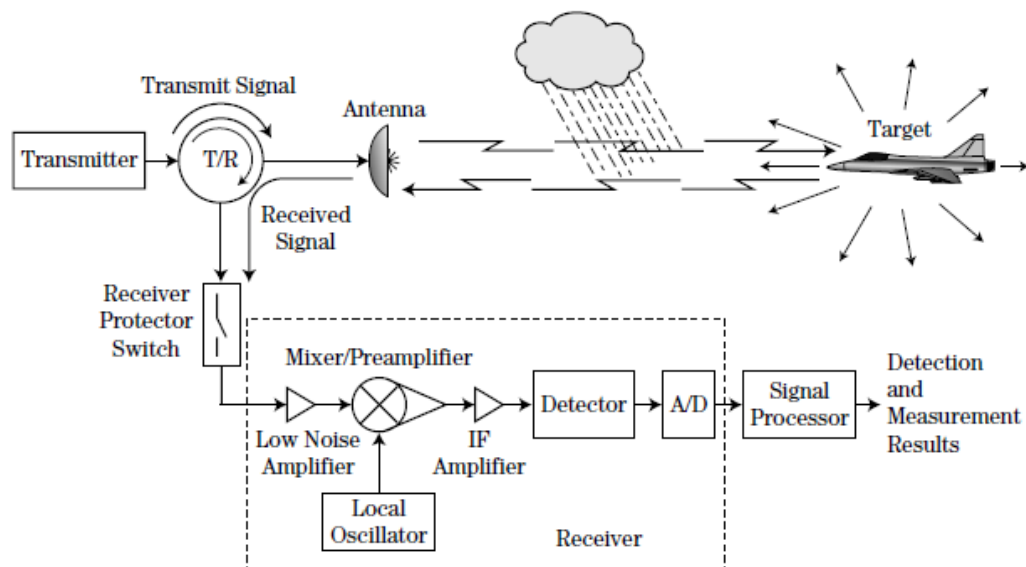 Transmit Signal
Antenna
Target
Transmitter
T/R
Received
Signal
Receiver
Protector
Switch
Mixer/Preamplifier
Detection
and
Measurement
Results
Detector
A/D
Signal
Processor
Low Noise
Amplifier
IF
Amplifier
Local
Oscillator
Receiver